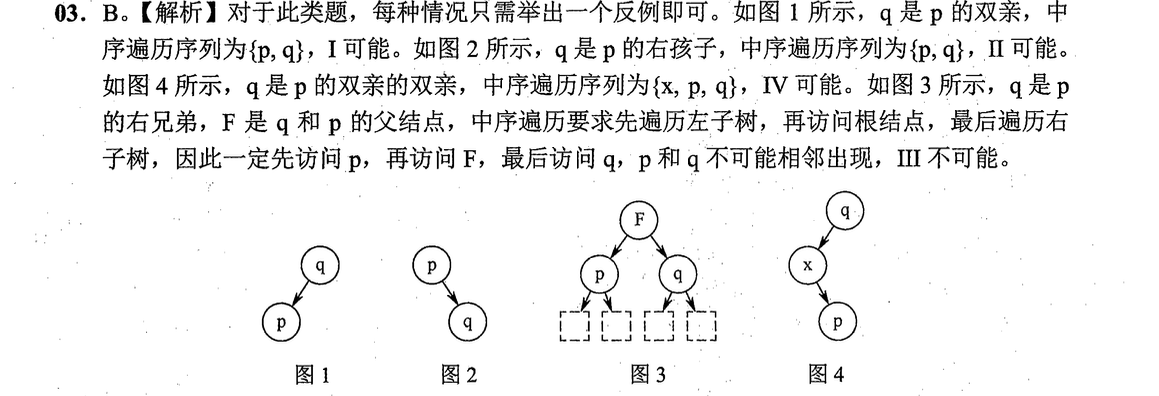 03. B。【解析】对于此类题，每种情况只需举出一个反例即可。如图 1 所示，q 是 p 的双亲，中
序遍历序列为{p, q}，I 可能。如图 2 所示，q 是 p 的右孩子，中序遍历序列为{p, q}，II 可能。
如图 4 所示，q 是 p 的双亲的双亲，中序遍历序列为{x, p, q}，IV 可能。如图 3 所示，q 是 p
的右兄弟，F 是 q 和 p 的父结点，中序遍历要求先遍历左子树，再访问根结点，最后遍历右
子树，因此一定先访问 p，再访问 F，最后访问 q，p 和 q 不可能相邻出现，III 不可能。
q
p
图 1
p
q
图 2
F
p q
图 3
q
x
p
图 4